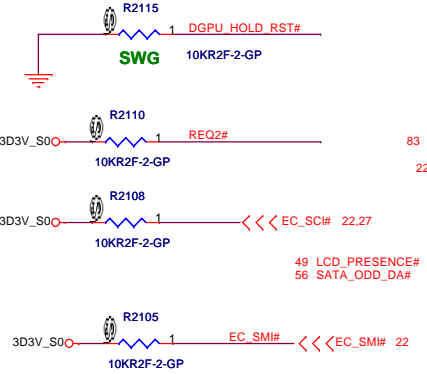 R2115
1 DGPU_HOLD_RST#
SWG 10KR2F-2-GP
R2110
3D3V_S0 1 REQ2# 83
10KR2F-2-GP 22
R2108
3D3V_S0 1 EC_SCI# 22,27
10KR2F-2-GP
49 LCD_PRESENCE#
56 SATA_ODD_DA#
R2105
3D3V_S0 1 EC_SMI# EC_SMI# 22
10KR2F-2-GP